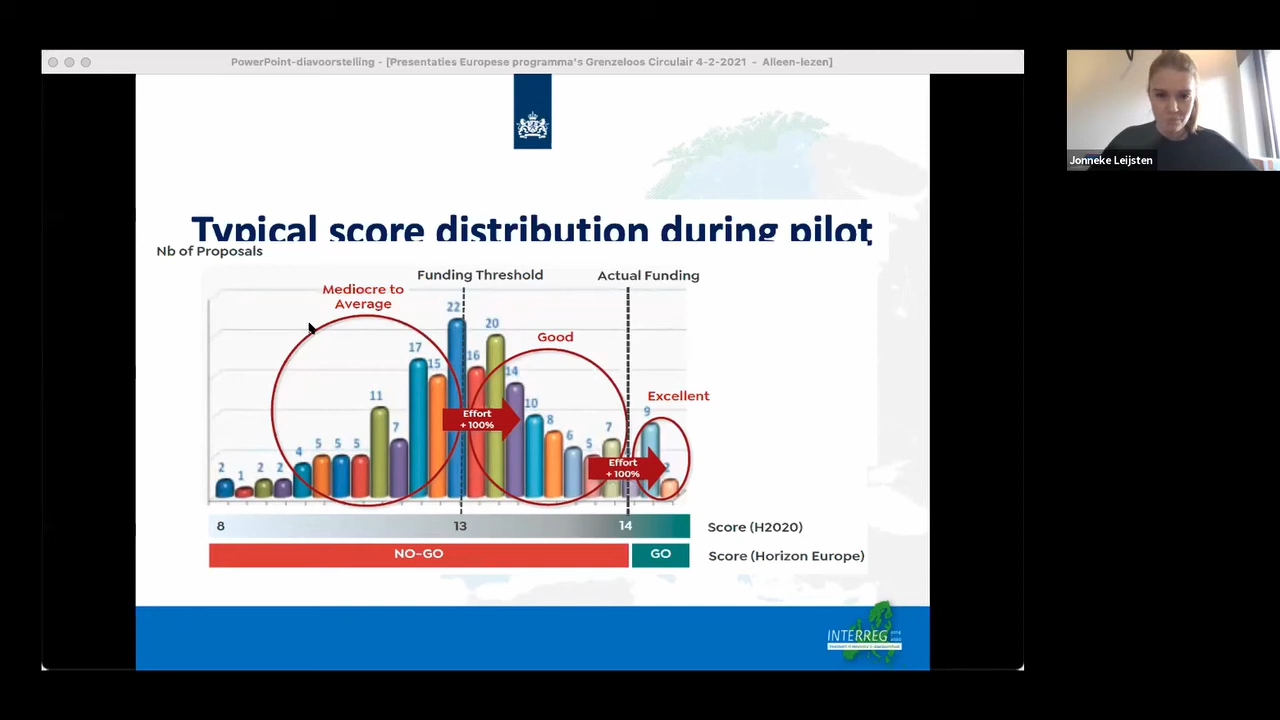 PowerPoint-diavoorstelling - [Presentaties Europese programma's Grenzeloos Circulair 4-2-2021 - Alleen-lezen]
Jonneke Leijsten
Typical score distribution during pilot
Nb of Proposals
Funding Threshold
Actual Funding
Mediocre to
Average
Good
Excellent
2 1 2 2 4 5 5 5 11 7 17 15 22 16 20 14 10 8 6 5 7 9 2
Effort
+ 100%
Effort
+ 100%
8 13 14 Score (H2020)
NO-GO GO Score (Horizon Europe)
INTERREG